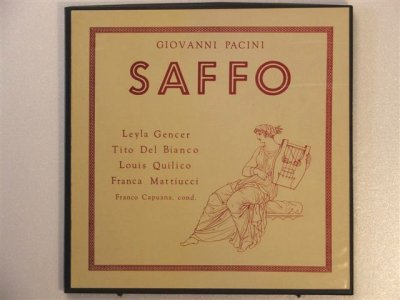 GIOVANNI PACINI
SAFFO
Leyla Gencer
Tito Del Bianco
Louis Quilico
Franca Mattiucci
Franco Capuana, cond.